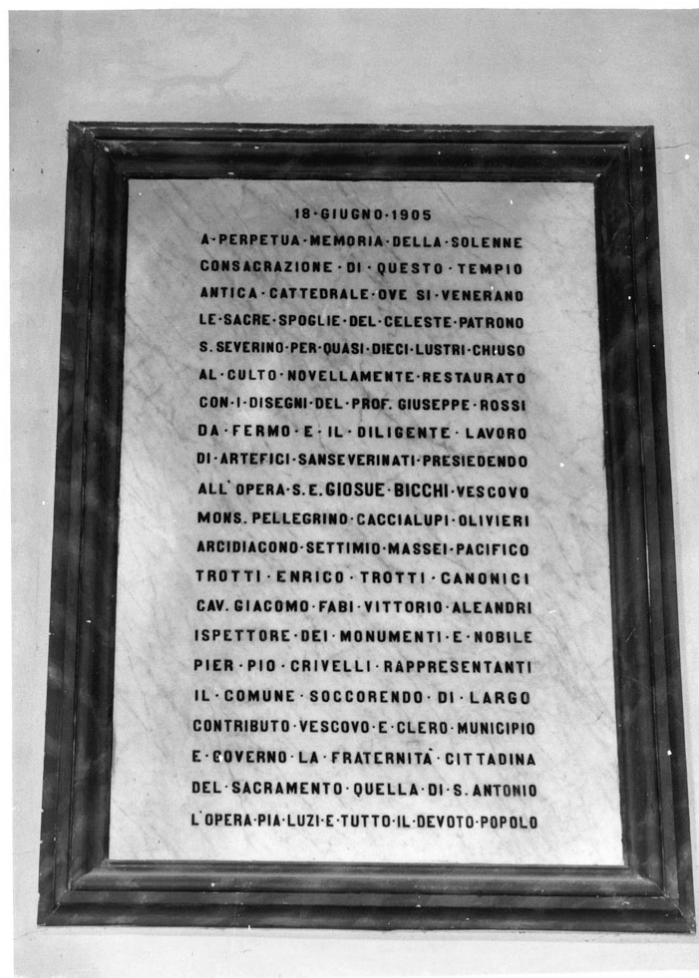 18·GIUGNO·1905
A·PERPETUA·MEMORIA·DELLA·SOLENNE
CONSACRAZIONE·DI·QUESTO·TEMPIO
ANTICA·CATTEDRALE·OVE SI·VENERANO
LE·SACRE·SPOGLIE·DEL·CELESTE·PATRONO
S. SEVERINO·PER·QUASI·DIECI·LUSTRI·CHIUSO
AL·CULTO·NOVELLAMENTE·RESTAURATO
CON·I·DISEGNI·DEL·PROF. GIUSEPPE·ROSSI
DA·FERMO·E·IL·DILIGENTE·LAVORO
DI·ARTEFICI·SANSEVERINATI·PRESIEDENDO
ALL'OPERA·S.E. GIOSUE·BICCHI·VESCOVO
MONS. PELLEGRINO·CACCIALUPI·OLIVIERI
ARCIDIACONO·SETTIMIO·MASSEI·PACIFICO
TROTTI·ENRICO·TROTTI·CANONICI
CAV. GIACOMO·FABI·VITTORIO·ALEANDRI
ISPETTORE·DEI·MONUMENTI·E·NOBILE
PIER·PIO·CRIVELLI·RAPPRESENTANTI
IL·COMUNE·SOCCORENDO·DI·LARGO
CONTRIBUTO·VESCOVO·E·CLERO·MUNICIPIO
E·GOVERNO·LA·FRATERNITÀ·CITTADINA
DEL·SACRAMENTO·QUELLA·DI·S. ANTONIO
L'OPERA·PIA·LUZI·E·TUTTO·IL·DEVOTO·POPOLO